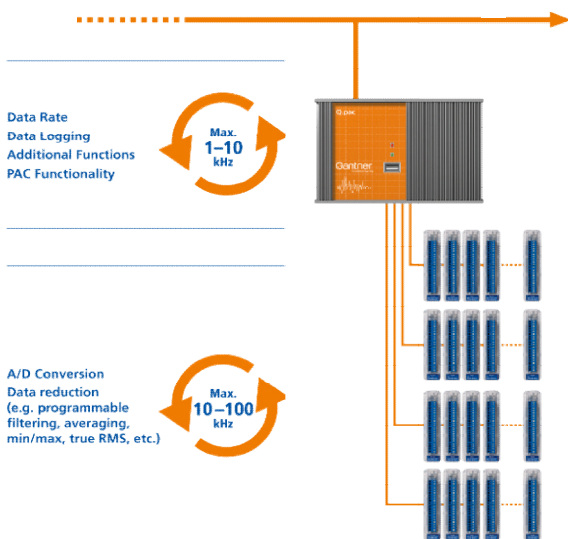 Q.pac
Gantner
Data Rate
Data Logging
Additional Functions
PAC Functionality
Max.
1–10
kHz
A/D Conversion
Data reduction
(e.g. programmable
filtering, averaging,
min/max, true RMS, etc.)
Max.
10–100
kHz